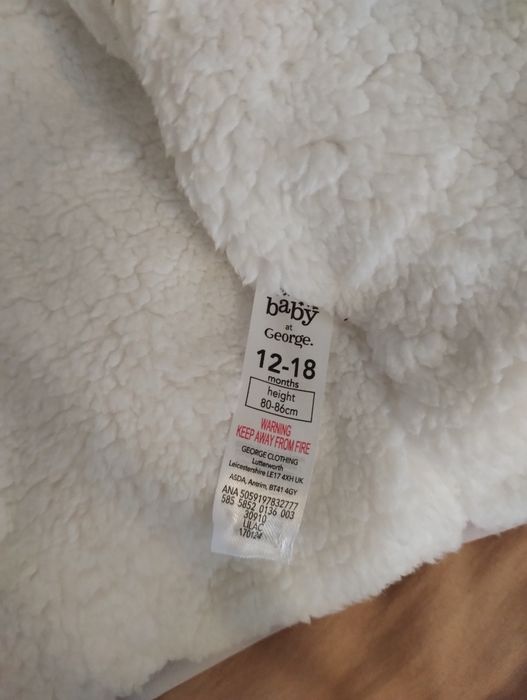 baby
at
George.
12-18
months
height
80-86cm
WARNING
KEEP AWAY FROM FIRE
GEORGE CLOTHING
Lutterworth
Leicestershire LE17 4XH UK
ASDA, Antrim, BT41 4GY
ANA 5059197832777
585 5852 0136 003
30910
LILAC
170124